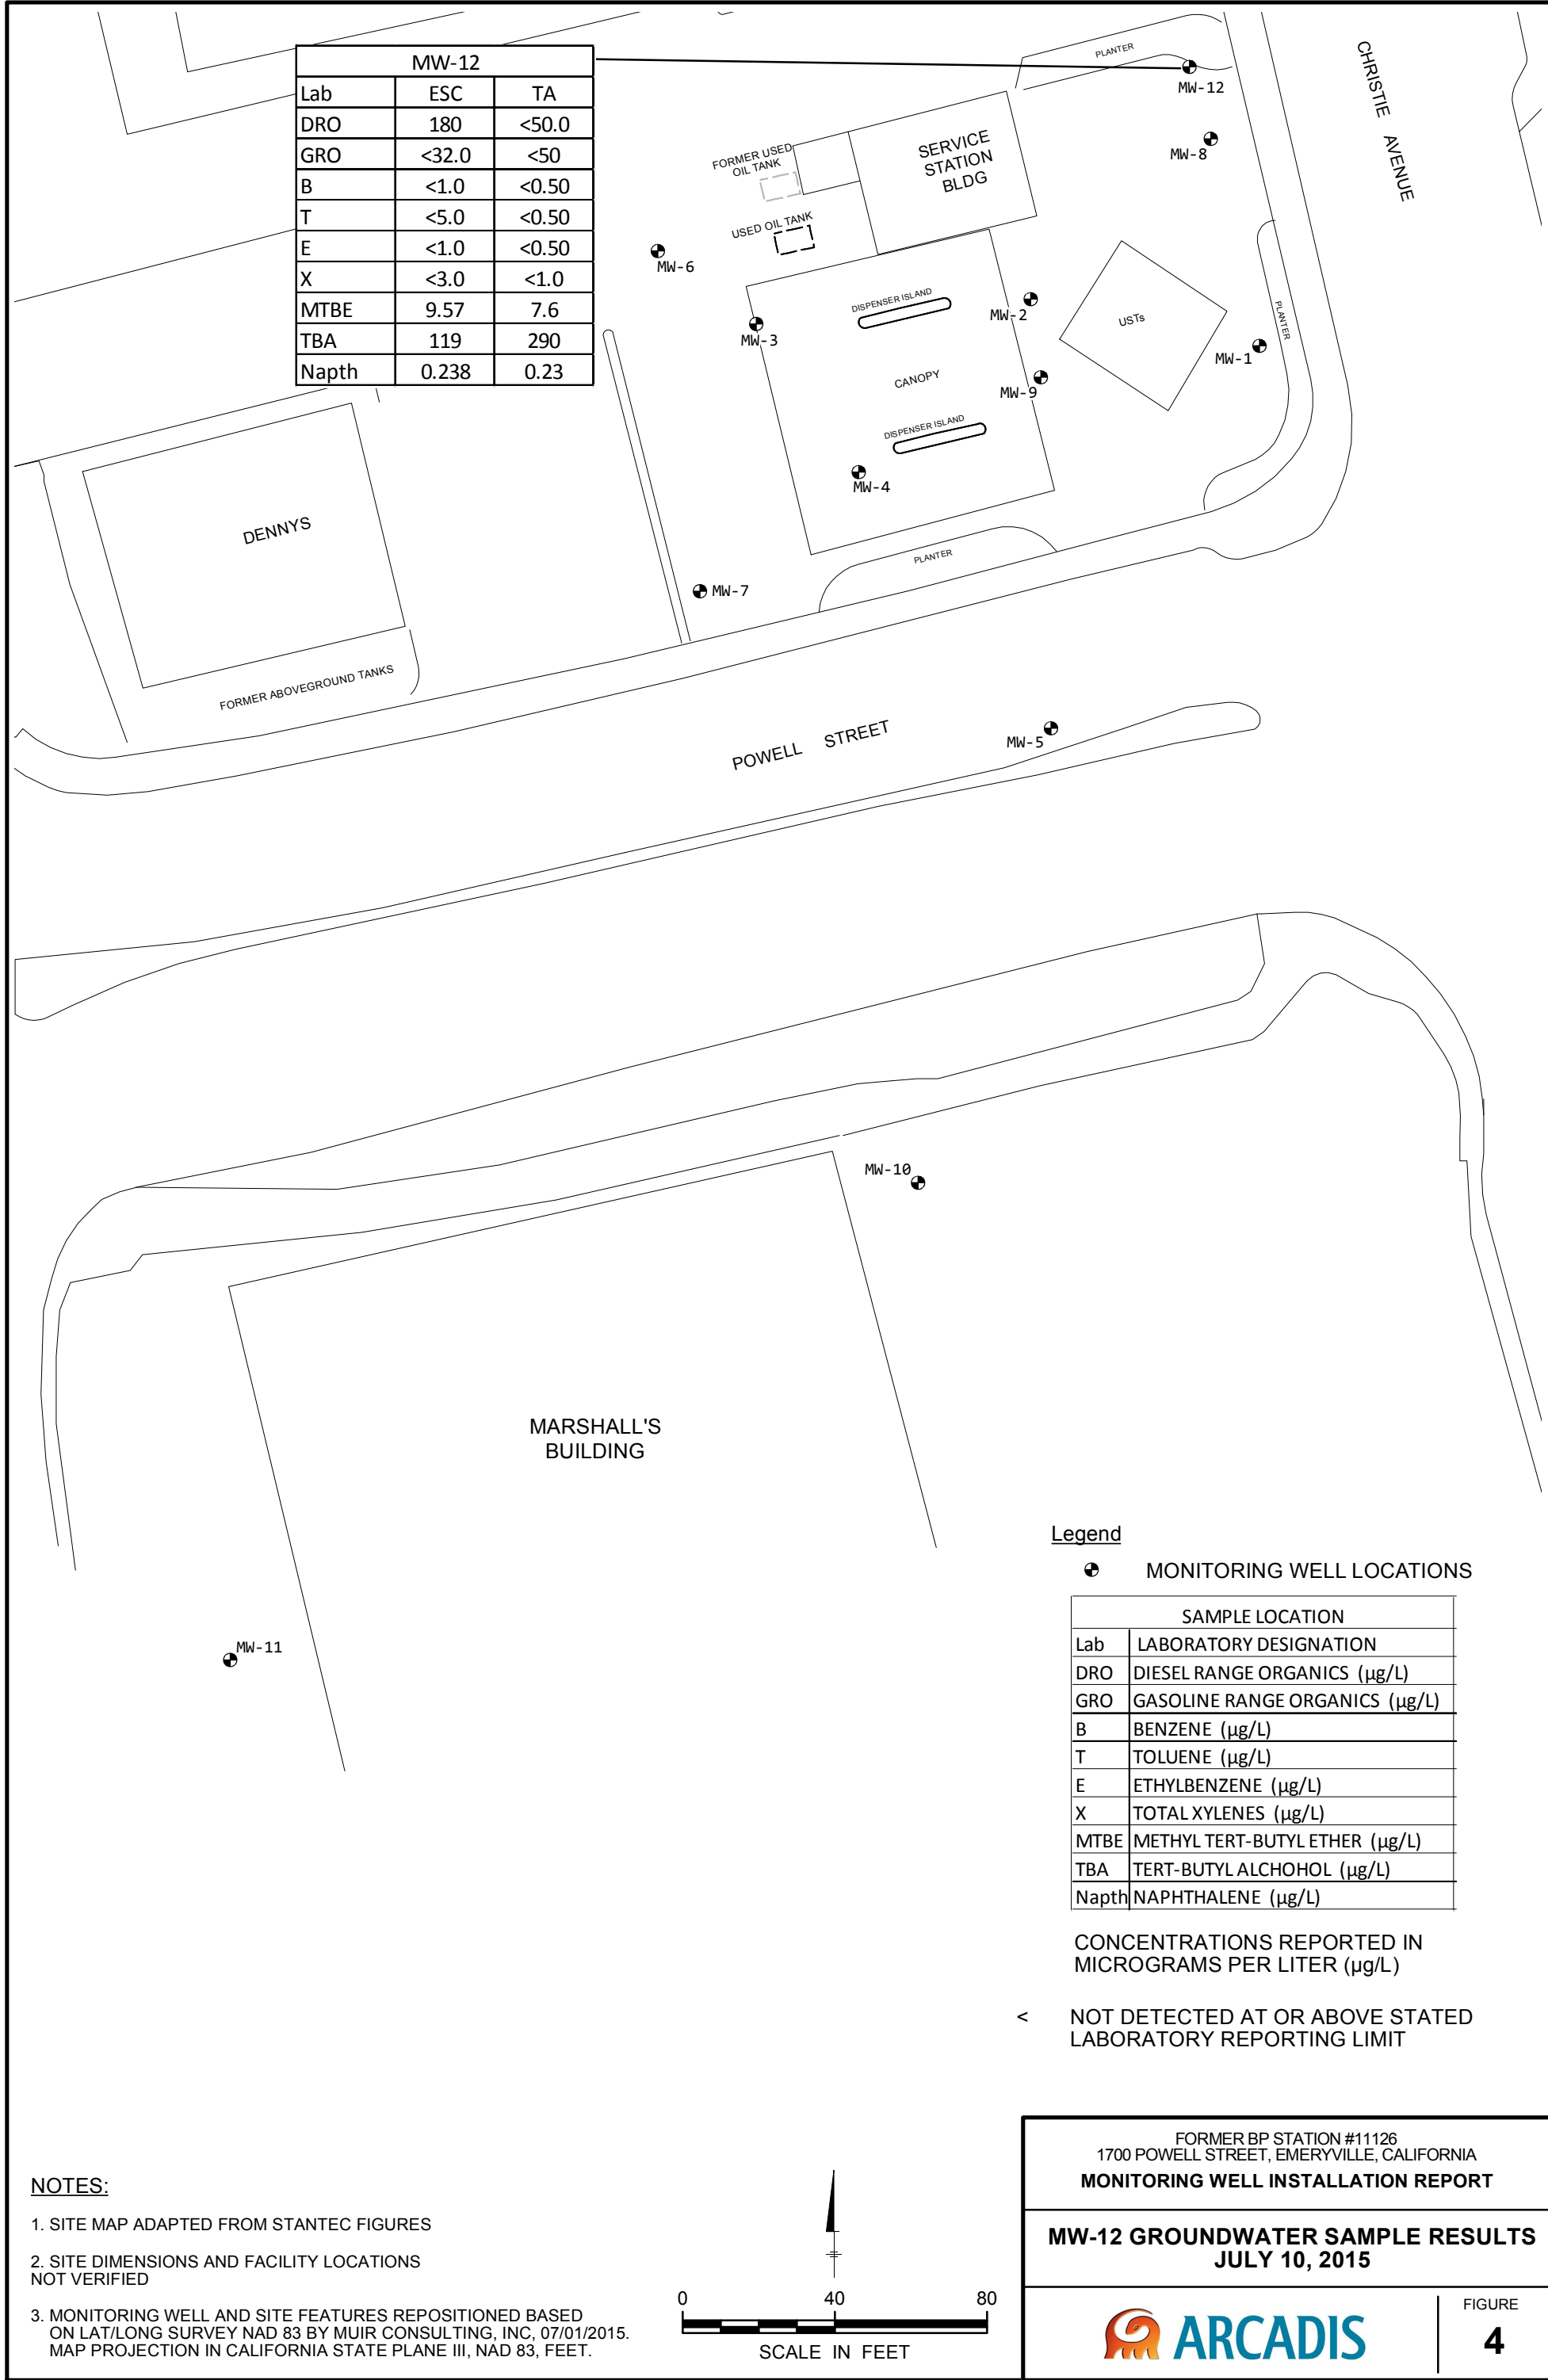 MW-12
Lab ESC TA
DRO 180 <50.0
GRO <32.0 <50
B <1.0 <0.50
T <5.0 <0.50
E <1.0 <0.50
X <3.0 <1.0
MTBE 9.57 7.6
TBA 119 290
Napth 0.238 0.23
PLANTER
MW-12
CHRISTIE AVENUE
MW-8
SERVICE
STATION
BLDG
FORMER USED
OIL TANK
USED OIL TANK
MW-6
DISPENSER ISLAND
MW-2
USTs
PLANTER
MW-3
MW-1
CANOPY
MW-9
DISPENSER ISLAND
MW-4
DENNYS
PLANTER
MW-7
FORMER ABOVEGROUND TANKS
POWELL STREET
MW-5
MW-10
MARSHALL'S
BUILDING
MW-11
Legend
MONITORING WELL LOCATIONS
SAMPLE LOCATION
Lab LABORATORY DESIGNATION
DRO DIESEL RANGE ORGANICS (µg/L)
GRO GASOLINE RANGE ORGANICS (µg/L)
B BENZENE (µg/L)
T TOLUENE (µg/L)
E ETHYLBENZENE (µg/L)
X TOTAL XYLENES (µg/L)
MTBE METHYL TERT-BUTYL ETHER (µg/L)
TBA TERT-BUTYL ALCHOHOL (µg/L)
Napth NAPHTHALENE (µg/L)
CONCENTRATIONS REPORTED IN
MICROGRAMS PER LITER (µg/L)
< NOT DETECTED AT OR ABOVE STATED
LABORATORY REPORTING LIMIT
NOTES:
1. SITE MAP ADAPTED FROM STANTEC FIGURES
2. SITE DIMENSIONS AND FACILITY LOCATIONS
NOT VERIFIED
3. MONITORING WELL AND SITE FEATURES REPOSITIONED BASED
ON LAT/LONG SURVEY NAD 83 BY MUIR CONSULTING, INC, 07/01/2015.
MAP PROJECTION IN CALIFORNIA STATE PLANE III, NAD 83, FEET.
0 40 80
SCALE IN FEET
FORMER BP STATION #11126
1700 POWELL STREET, EMERYVILLE, CALIFORNIA
MONITORING WELL INSTALLATION REPORT
MW-12 GROUNDWATER SAMPLE RESULTS
JULY 10, 2015
ARCADIS
FIGURE
4